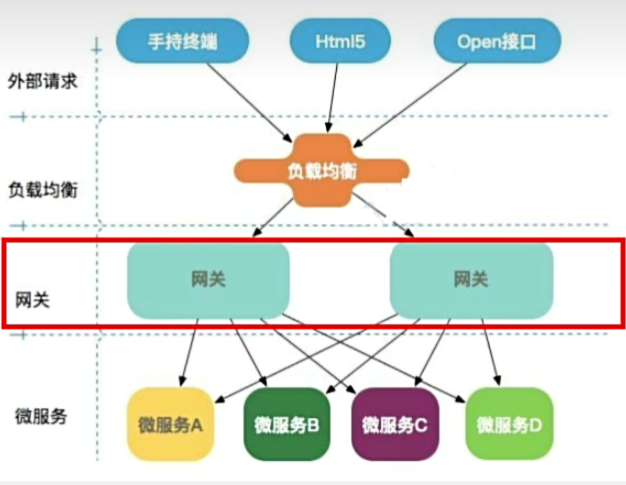 手持终端
Html5
Open接口
外部请求
负载均衡
负载均衡
网关
网关
网关
微服务
微服务A
微服务B
微服务C
微服务D